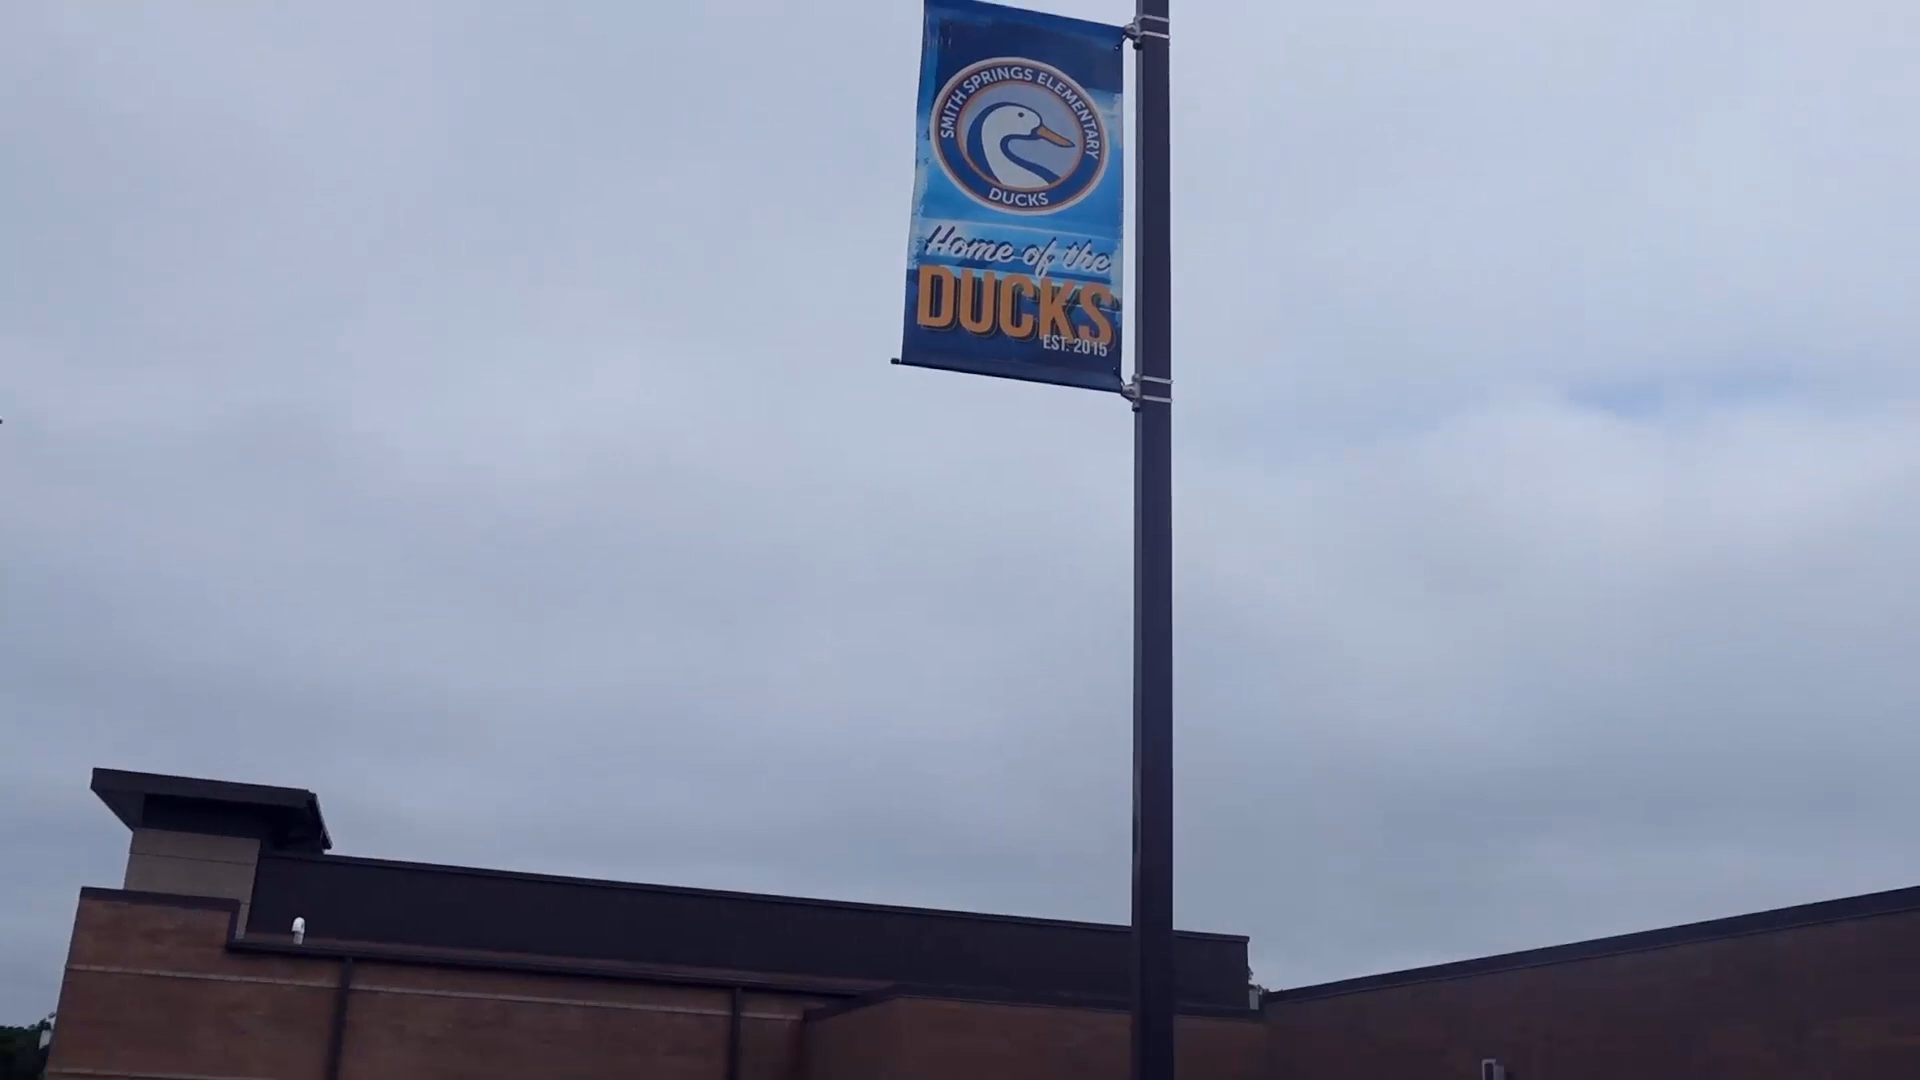 SMITH SPRINGS ELEMENTARY
DUCKS
Home of the
DUCKS
EST. 2015